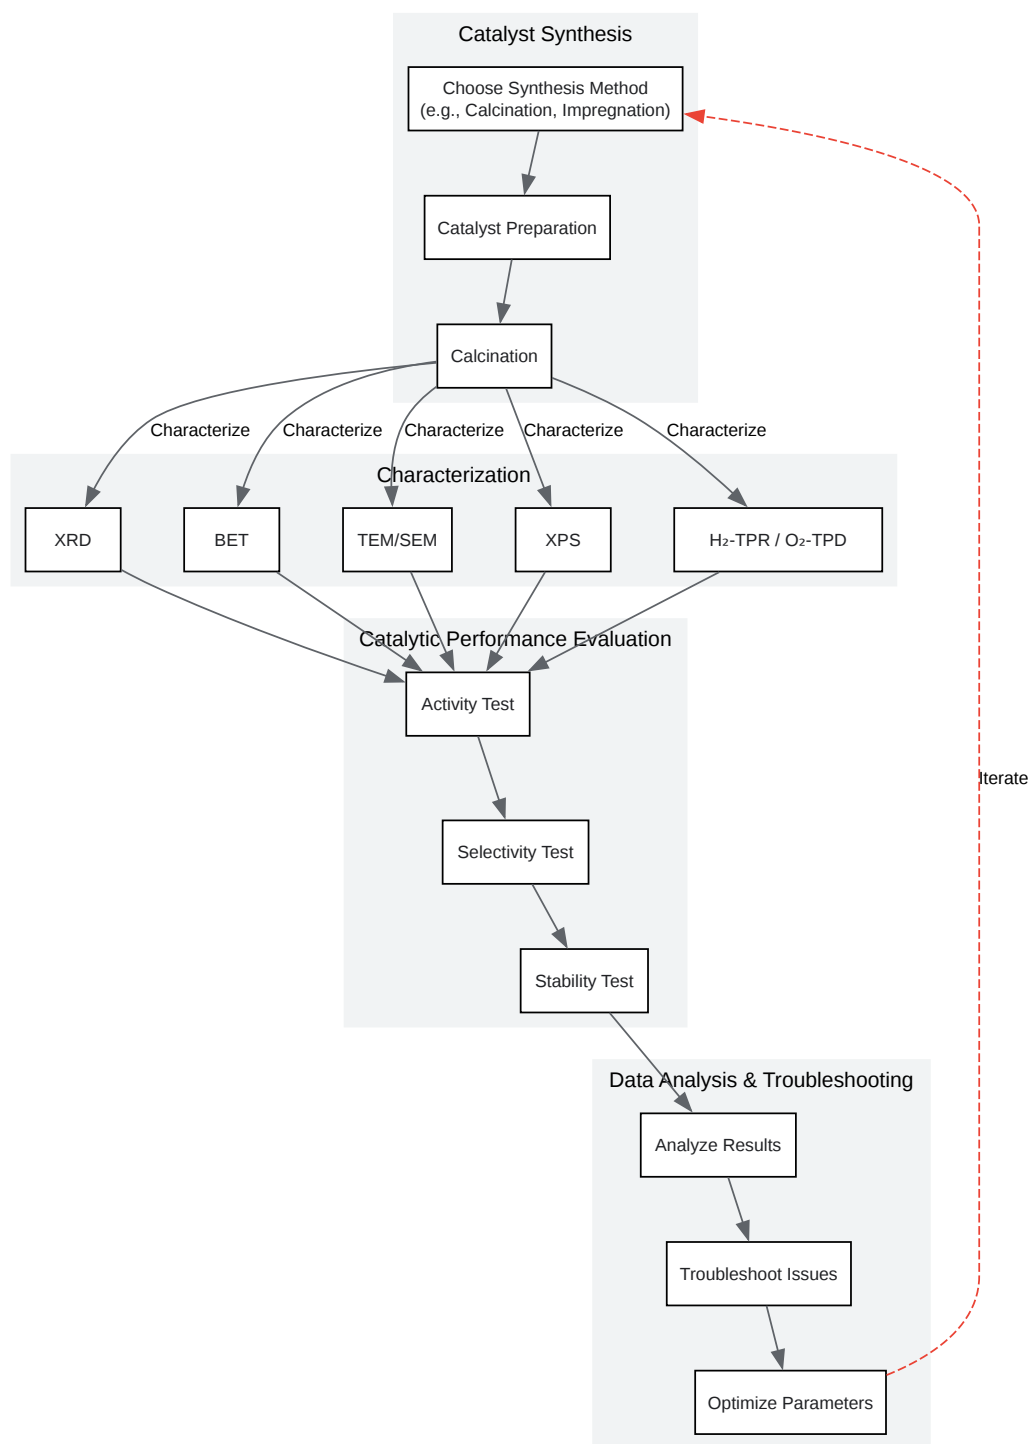 Catalyst Synthesis
Choose Synthesis Method
(e.g., Calcination, Impregnation)
Catalyst Preparation
Calcination
Characterize
Characterize
Characterize
Characterize
Characterize
Characterization
XRD
BET
TEM/SEM
XPS
H₂-TPR / O₂-TPD
Catalytic Performance Evaluation
Activity Test
Iterate
Selectivity Test
Stability Test
Data Analysis & Troubleshooting
Analyze Results
Troubleshoot Issues
Optimize Parameters